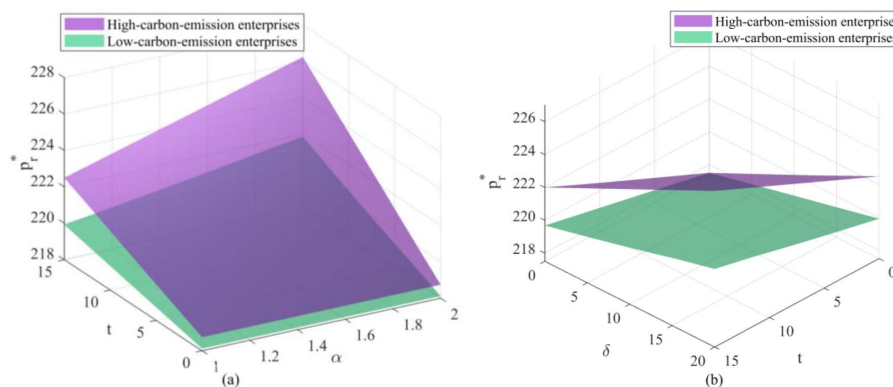 High-carbon-emission enterprises
Low-carbon-emission enterprises
228
226
224
222
220
218
p*r
15
10
5
0
t
1
1.2
1.4
1.6
1.8
2
α
(a)
High-carbon-emission enterprise
Low-carbon-emission enterprises
226
224
222
220
218
p*r
0
5
10
15
20
δ
15
10
5
0
t
(b)